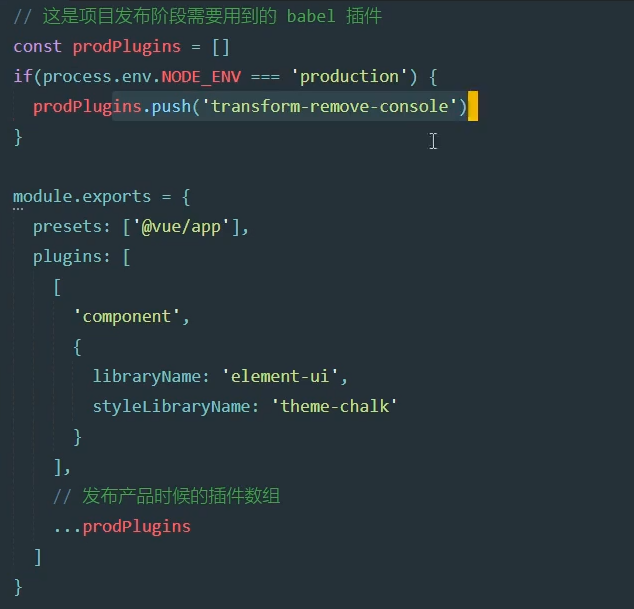 // 这是项目发布阶段需要用到的 babel 插件
const prodPlugins = []
if(process.env.NODE_ENV === 'production') {
prodPlugins.push('transform-remove-console')
}
module.exports = {
presets: ['@vue/app'],
plugins: [
[
'component',
{
libraryName: 'element-ui',
styleLibraryName: 'theme-chalk'
}
],
// 发布产品时候的插件数组
...prodPlugins
]
}